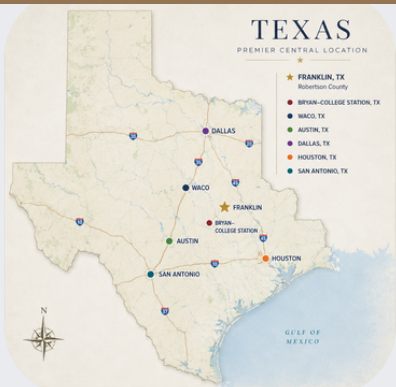 TEXAS
PREMIER CENTRAL LOCATION
FRANKLIN, TX
Robertson County
BRYAN–COLLEGE STATION, TX
WACO, TX
AUSTIN, TX
DALLAS, TX
HOUSTON, TX
SAN ANTONIO, TX
DALLAS
WACO
FRANKLIN
BRYAN–
COLLEGE STATION
AUSTIN
HOUSTON
SAN ANTONIO
GULF OF
MEXICO
N